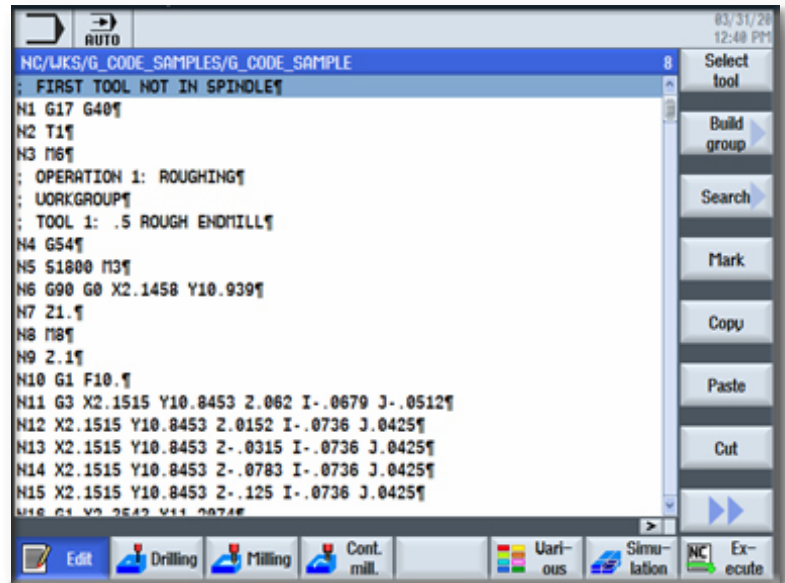 AUTO
03/31/20
12:40 PM
NC/WKS/G_CODE_SAMPLES/G_CODE_SAMPLE 8
; FIRST TOOL NOT IN SPINDLE¶
N1 G17 G40¶
N2 T1¶
N3 M6¶
; OPERATION 1: ROUGHING¶
; WORKGROUP¶
; TOOL 1: .5 ROUGH ENDMILL¶
N4 G54¶
N5 S1800 M3¶
N6 G90 G0 X2.1458 Y10.939¶
N7 Z1.¶
N8 M8¶
N9 Z.1¶
N10 G1 F10.¶
N11 G3 X2.1515 Y10.8453 Z.062 I-.0679 J-.0512¶
N12 X2.1515 Y10.8453 Z.0152 I-.0736 J.0425¶
N13 X2.1515 Y10.8453 Z-.0315 I-.0736 J.0425¶
N14 X2.1515 Y10.8453 Z-.0783 I-.0736 J.0425¶
N15 X2.1515 Y10.8453 Z-.125 I-.0736 J.0425¶
N16 G1 X2.2543 Y11.2074¶
Select
tool
Build
group
Search
Mark
Copy
Paste
Cut
Edit
Drilling
Milling
Cont.
mill.
Vari-
ous
Simu-
lation
NC Ex-
ecute